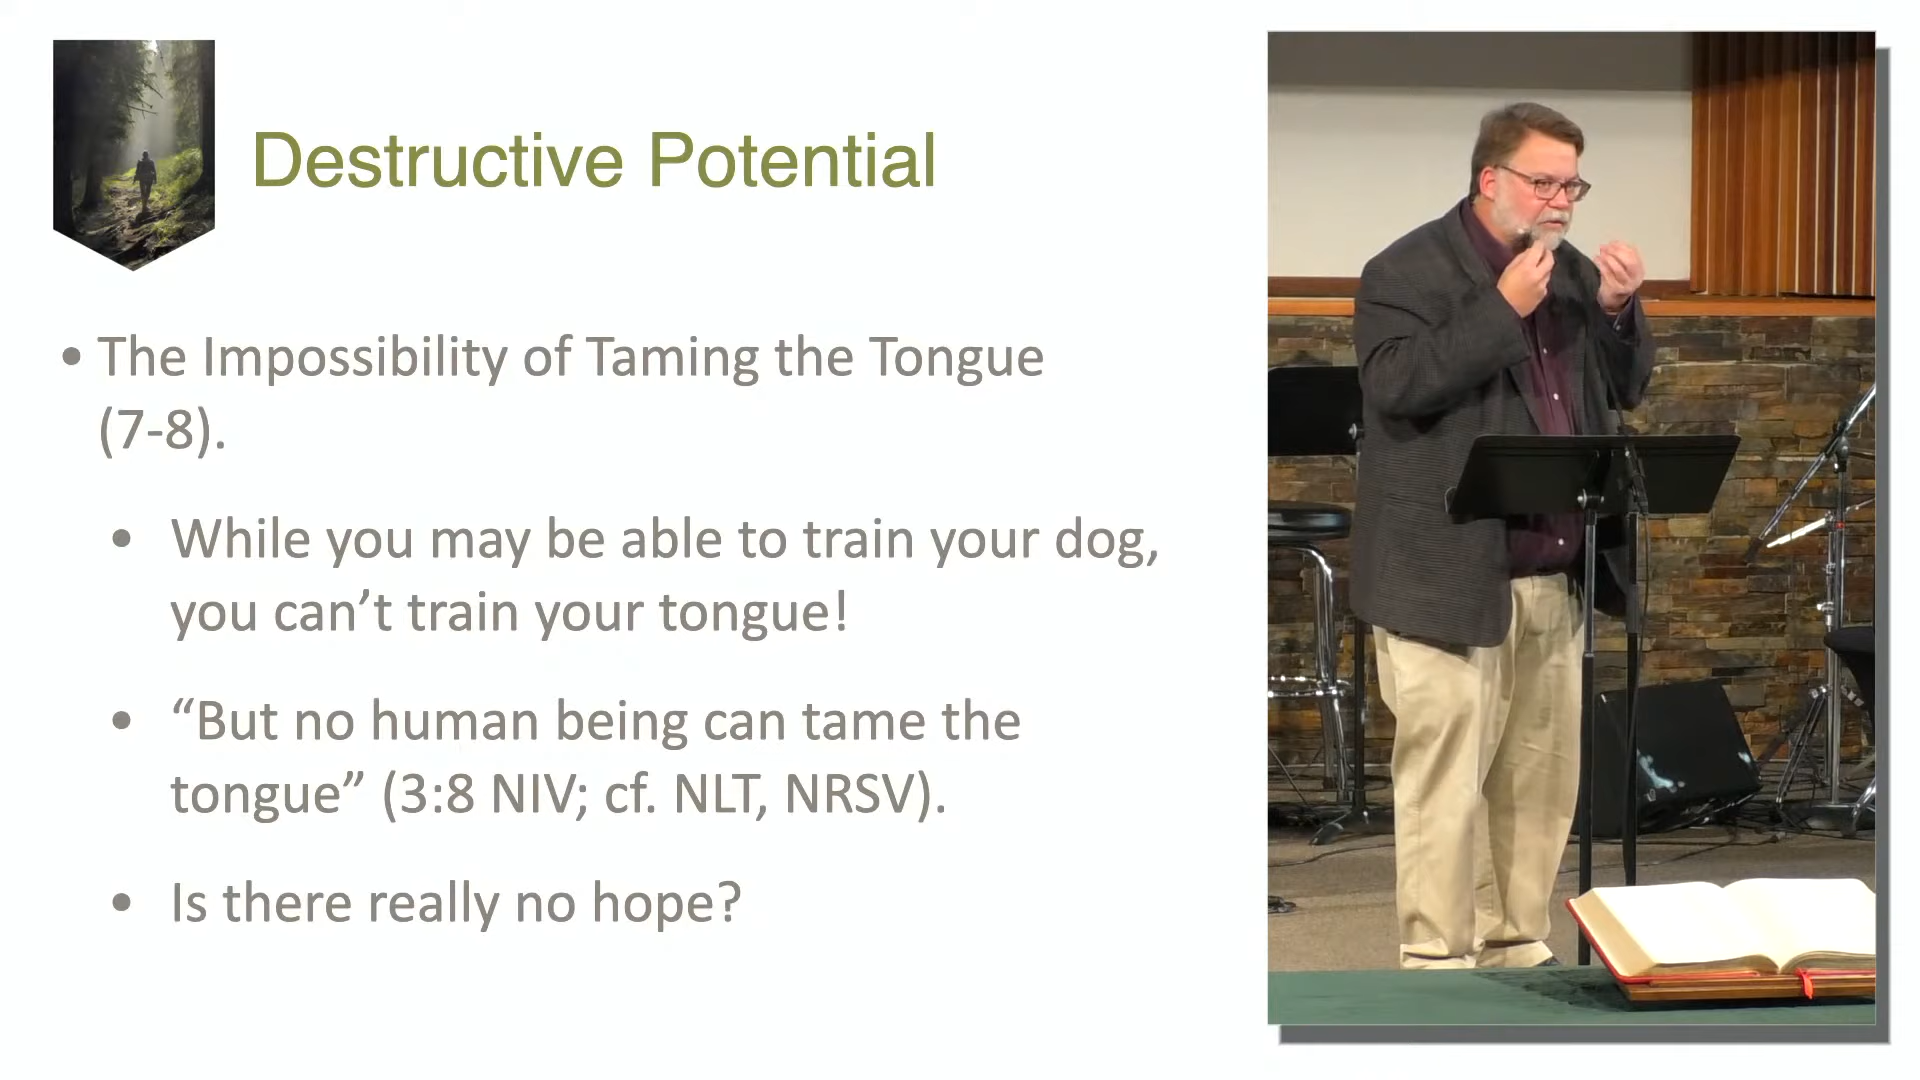 Destructive Potential
• The Impossibility of Taming the Tongue
(7-8).
• While you may be able to train your dog,
you can’t train your tongue!
• “But no human being can tame the
tongue” (3:8 NIV; cf. NLT, NRSV).
• Is there really no hope?